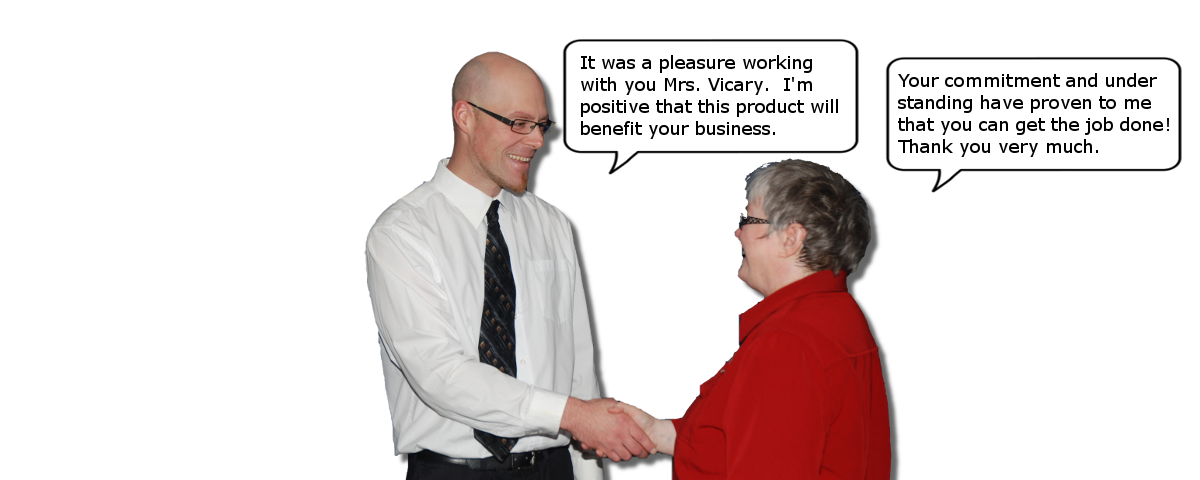 It was a pleasure working
with you Mrs. Vicary.  I'm
positive that this product will
benefit your business.
Your commitment and under
standing have proven to me
that you can get the job done!
Thank you very much.